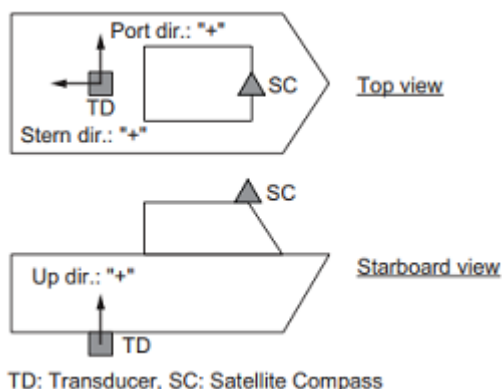 Port dir.: "+"
SC
TD
Stern dir.: "+"
Top view
SC
Up dir.: "+"
TD
Starboard view
TD: Transducer, SC: Satellite Compass